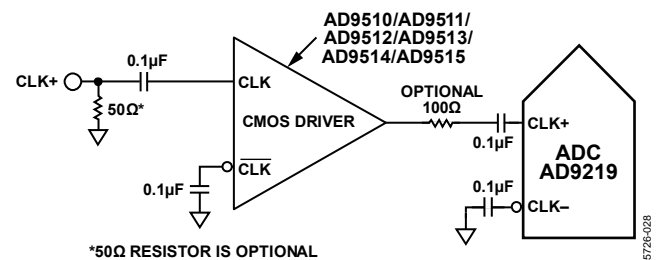 AD9510/AD9511/
AD9512/AD9513/
AD9514/AD9515
0.1µF
CLK+
50Ω*
CLK
CMOS DRIVER
CLK
0.1µF
OPTIONAL
100Ω
0.1µF
CLK+
ADC
AD9219
0.1µF
CLK–
*50Ω RESISTOR IS OPTIONAL
5726-028